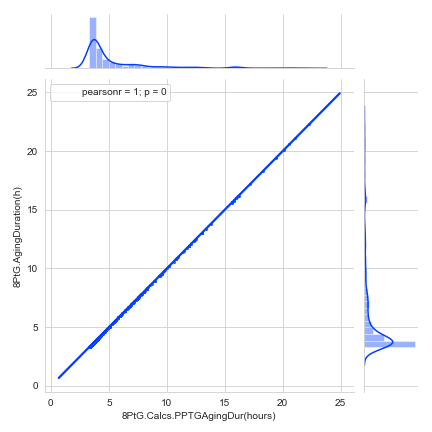 pearsonr = 1; p = 0
25
20
15
10
5
0
8PtG.AgingDuration(h)
0 5 10 15 20 25
8PtG.Calcs.PPTGAgingDur(hours)